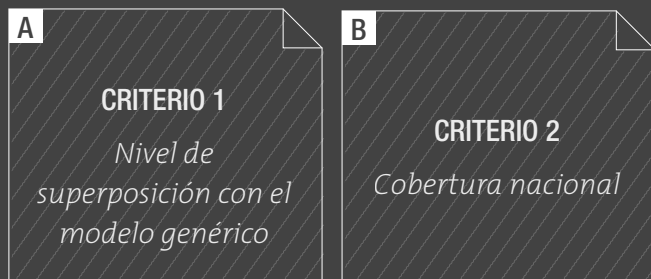 A
CRITERIO 1
Nivel de
superposición con el
modelo genérico
B
CRITERIO 2
Cobertura nacional